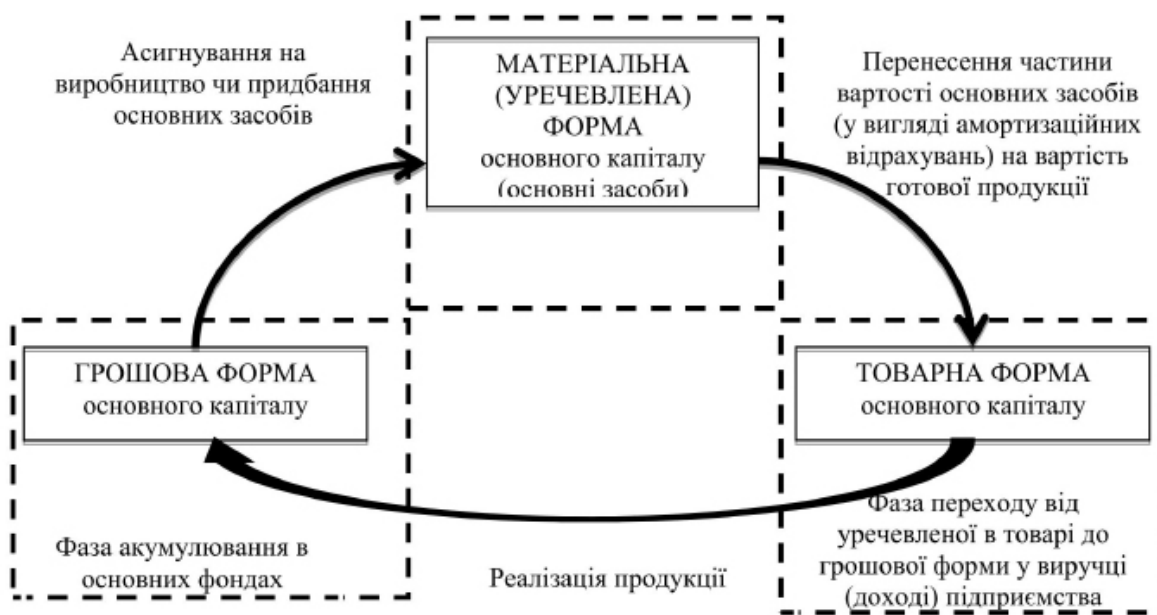 Асигнування на
виробництво чи придбання
основних засобів
МАТЕРІАЛЬНА
(УРЕЧЕВЛЕНА)
ФОРМА
основного капіталу
(основні засоби)
Перенесення частини
вартості основних засобів
(у вигляді амортизаційних
відрахувань) на вартість
готової продукції
ГРОШОВА ФОРМА
основного капіталу
ТОВАРНА ФОРМА
основного капіталу
Фаза акумулювання в
основних фондах
Реалізація продукції
Фаза переходу від
уречевленої в товарі до
грошової форми у виручці
(доході) підприємства